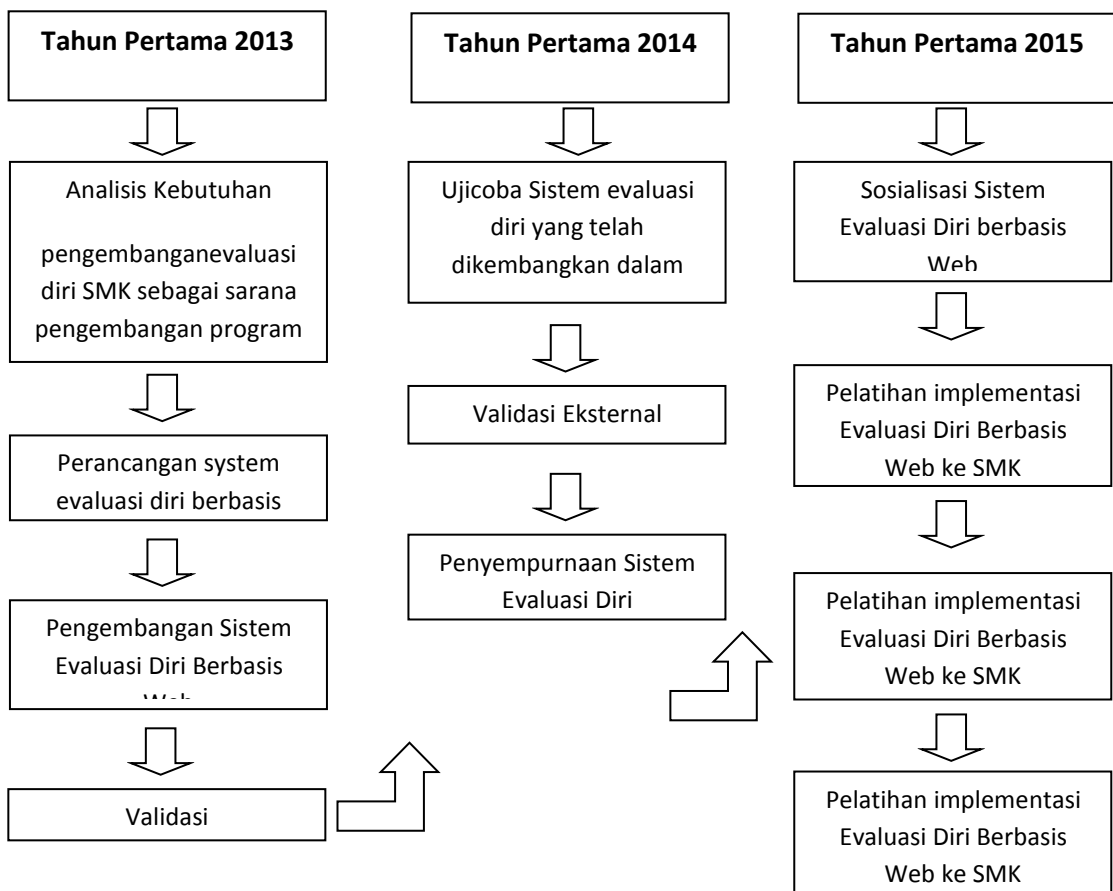 Tahun Pertama 2013
Analisis Kebutuhan
pengembanganevaluasi
diri SMK sebagai sarana
pengembangan program
Perancangan system
evaluasi diri berbasis
Pengembangan Sistem
Evaluasi Diri Berbasis
Web
Validasi
Tahun Pertama 2014
Ujicoba Sistem evaluasi
diri yang telah
dikembangkan dalam
Validasi Eksternal
Penyempurnaan Sistem
Evaluasi Diri
Tahun Pertama 2015
Sosialisasi Sistem
Evaluasi Diri berbasis
Web
Pelatihan implementasi
Evaluasi Diri Berbasis
Web ke SMK
Pelatihan implementasi
Evaluasi Diri Berbasis
Web ke SMK
Pelatihan implementasi
Evaluasi Diri Berbasis
Web ke SMK